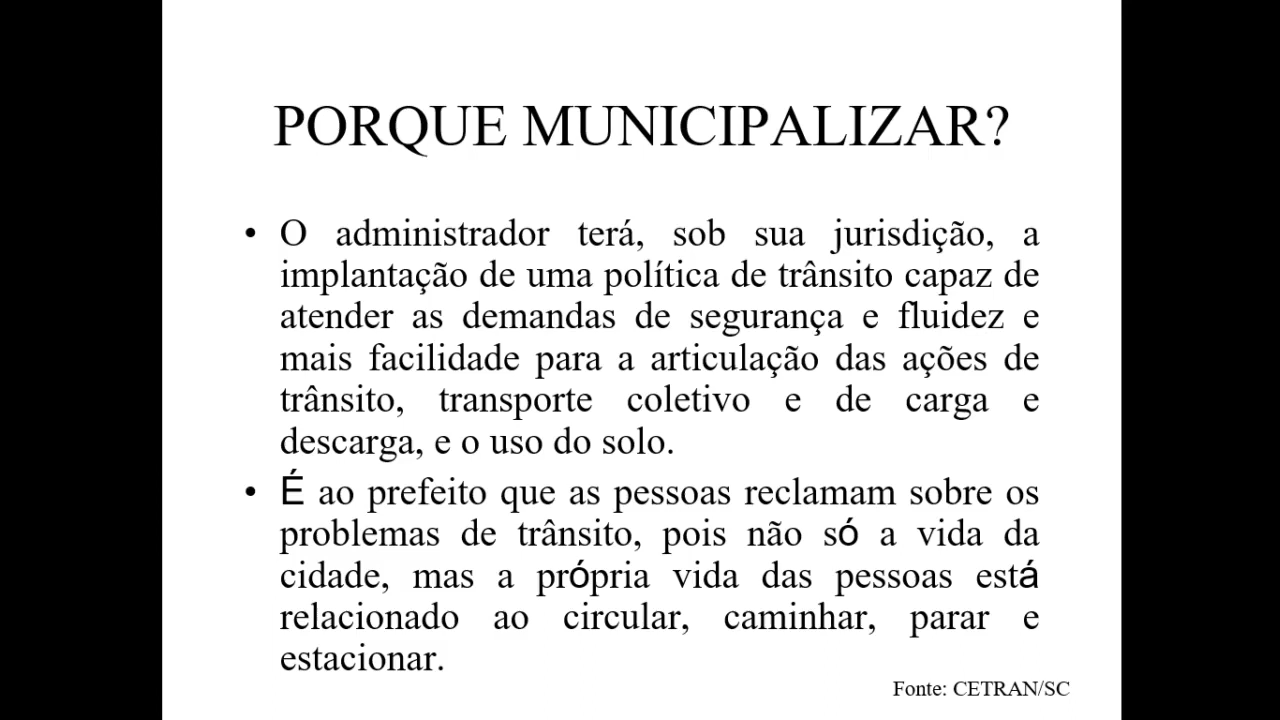 PORQUE MUNICIPALIZAR?
• O administrador terá, sob sua jurisdição, a
implantação de uma política de trânsito capaz de
atender as demandas de segurança e fluidez e
mais facilidade para a articulação das ações de
trânsito, transporte coletivo e de carga e
descarga, e o uso do solo.
• É ao prefeito que as pessoas reclamam sobre os
problemas de trânsito, pois não só a vida da
cidade, mas a própria vida das pessoas está
relacionado ao circular, caminhar, parar e
estacionar.
Fonte: CETRAN/SC